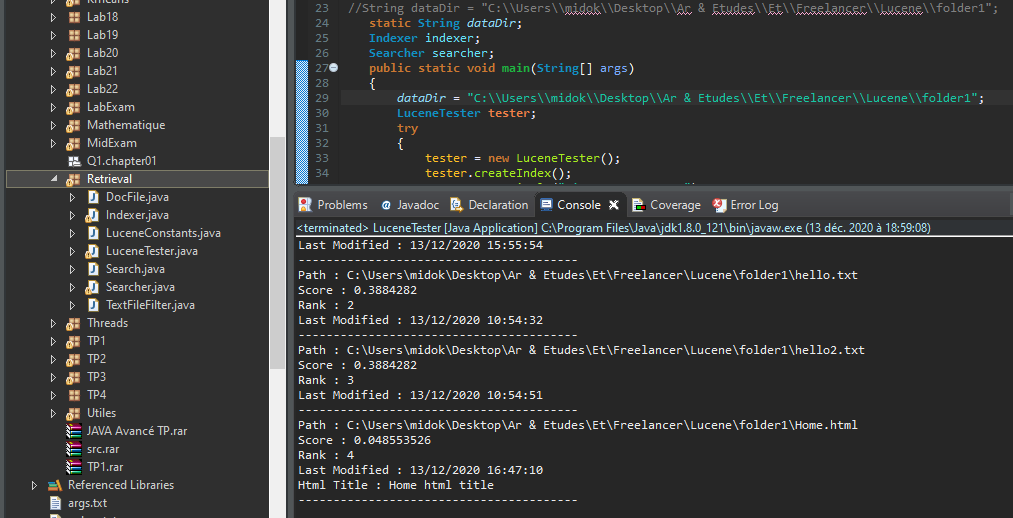 Kmeans
Lab18
Lab19
Lab20
Lab21
Lab22
LabExam
Mathematique
MidExam
Q1.chapter01
Retrieval
DocFile.java
Indexer.java
LuceneConstants.java
LuceneTester.java
Search.java
Searcher.java
TextFileFilter.java
Threads
TP1
TP2
TP3
TP4
Utiles
JAVA Avancé TP.rar
src.rar
TP1.rar
Referenced Libraries
args.txt
23 //String dataDir = "C:\\Users\\midok\\Desktop\\Ar & Etudes\\Et\\Freelancer\\Lucene\\folder1";
24 static String dataDir;
25 Indexer indexer;
26 Searcher searcher;
27 public static void main(String[] args)
28 {
29 dataDir = "C:\\Users\\midok\\Desktop\\Ar & Etudes\\Et\\Freelancer\\Lucene\\folder1";
30 LuceneTester tester;
31 try
32 {
33 tester = new LuceneTester();
34 tester.createIndex();
Problems @ Javadoc Declaration Console Coverage Error Log
<terminated> LuceneTester [Java Application] C:\Program Files\Java\jdk1.8.0_121\bin\javaw.exe (13 déc. 2020 à 18:59:08)
Last Modified : 13/12/2020 15:55:54
----------------------------------------
Path : C:\Users\midok\Desktop\Ar & Etudes\Et\Freelancer\Lucene\folder1\hello.txt
Score : 0.3884282
Rank : 2
Last Modified : 13/12/2020 10:54:32
----------------------------------------
Path : C:\Users\midok\Desktop\Ar & Etudes\Et\Freelancer\Lucene\folder1\hello2.txt
Score : 0.3884282
Rank : 3
Last Modified : 13/12/2020 10:54:51
----------------------------------------
Path : C:\Users\midok\Desktop\Ar & Etudes\Et\Freelancer\Lucene\folder1\Home.html
Score : 0.048553526
Rank : 4
Last Modified : 13/12/2020 16:47:10
Html Title : Home html title
----------------------------------------